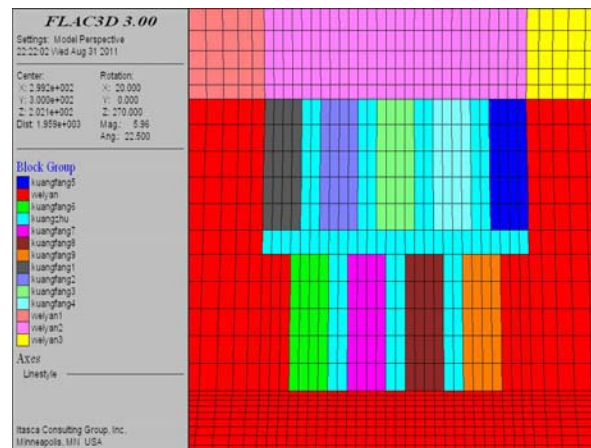 FLAC3D 3.00
Settings: Model Perspective
22:22:02 Wed Aug 31 2011
Center:
X: 2.992e+002
Y: 3.000e+002
Z: 2.021e+002
Dist: 1.959e+003
Rotation:
X: 20.000
Y: 0.000
Z: 270.000
Mag.: 5.96
Ang.: 22.500
Block Group
kuangfang5
weiyan
kuangfang6
kuangzhu
kuangfang7
kuangfang8
kuangfang9
kuangfang1
kuangfang2
kuangfang3
kuangfang4
weiyan1
weiyan2
weiyan3
Axes
Linestyle
Itasca Consulting Group, Inc.
Minneapolis, MN USA